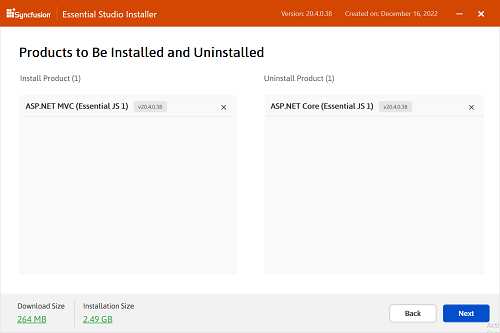 Syncfusion Essential Studio Installer Version: 20.4.0.38 Created on: December 16, 2022
Products to Be Installed and Uninstalled
Install Product (1) Uninstall Product (1)
ASP.NET MVC (Essential JS 1) v20.4.0.38 ASP.NET Core (Essential JS 1) v20.4.0.38
Download Size Installation Size
264 MB 2.49 GB Back Next